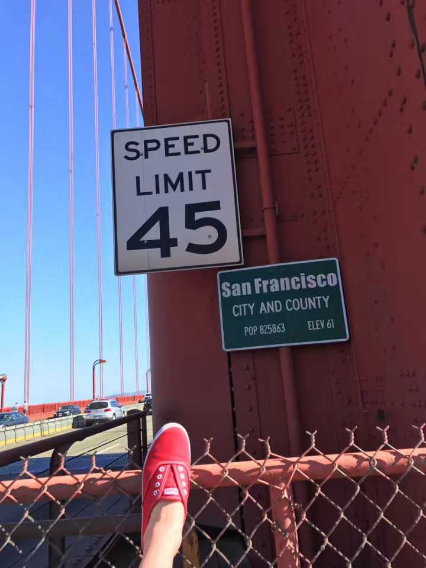 SPEED
LIMIT
45
San Francisco
CITY AND COUNTY
POP 825863 ELEV 61